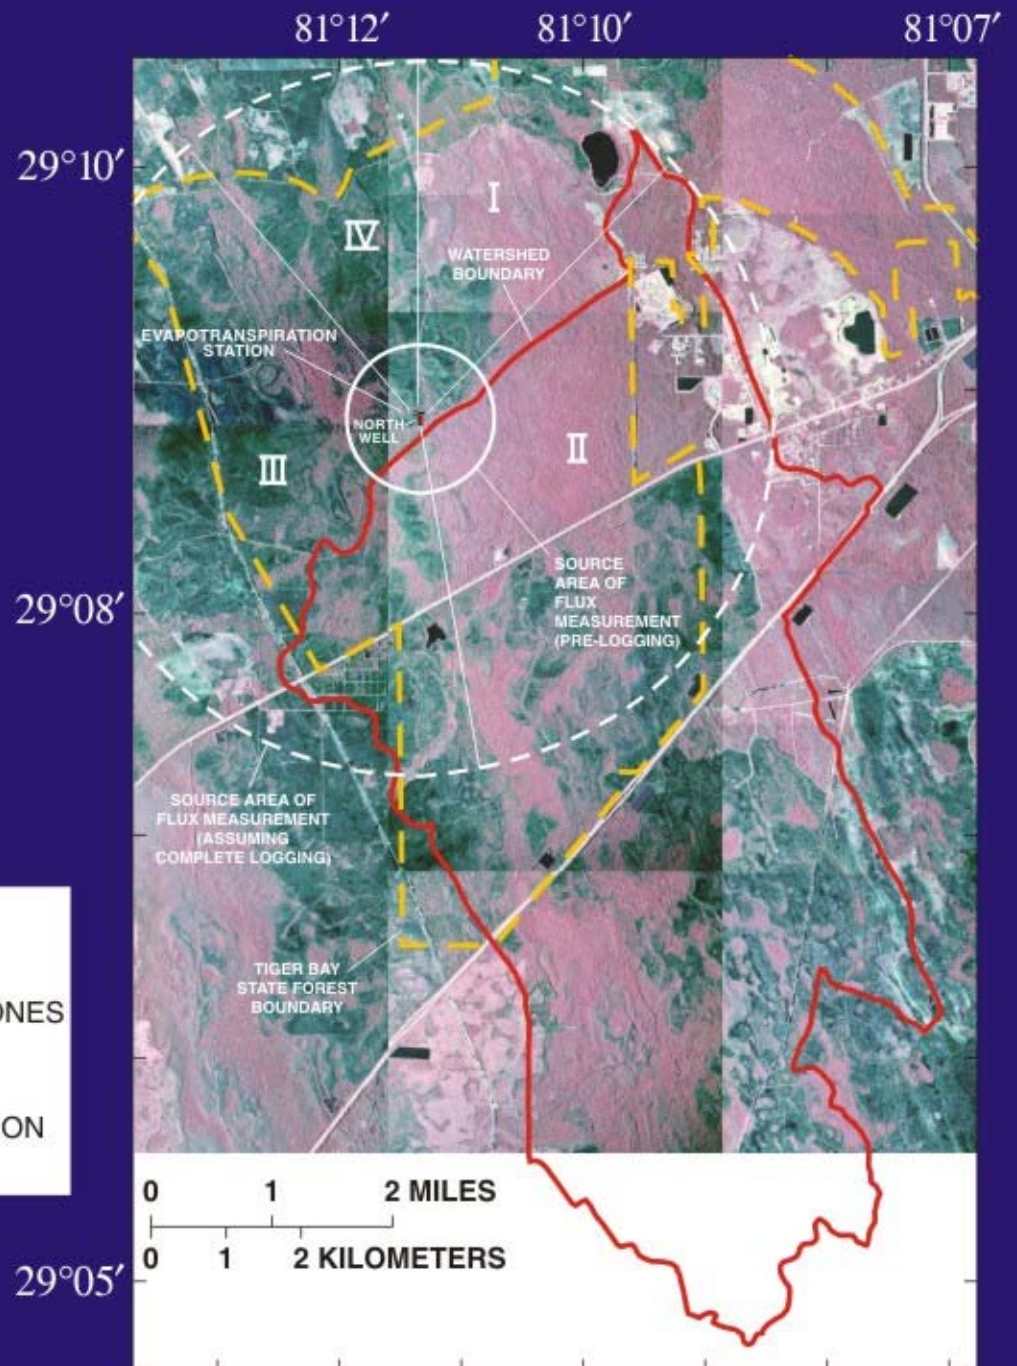 81°12′ 81°10′ 81°07′
29°10′
I
IV
WATERSHED
BOUNDARY
EVAPOTRANSPIRATION
STATION
NORTH
WELL
II
III
SOURCE
AREA OF
FLUX
MEASUREMENT
(PRE-LOGGING)
29°08′
SOURCE AREA OF
FLUX MEASUREMENT
(ASSUMING
COMPLETE LOGGING)
TIGER BAY
STATE FOREST
BOUNDARY
ONES
ON
0 1 2 MILES
0 1 2 KILOMETERS
29°05′